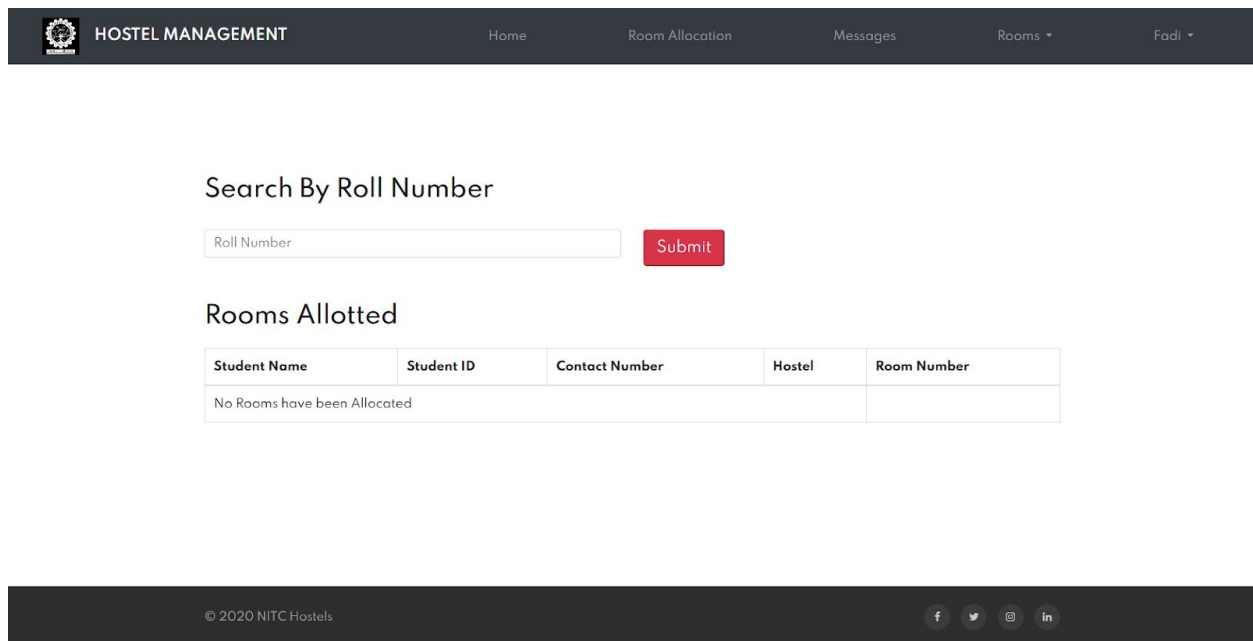 HOSTEL MANAGEMENT Home Room Allocation Messages Rooms Fadi
Search By Roll Number
Roll Number Submit
Rooms Allotted
Student Name Student ID Contact Number Hostel Room Number
No Rooms have been Allocated
© 2020 NITC Hostels